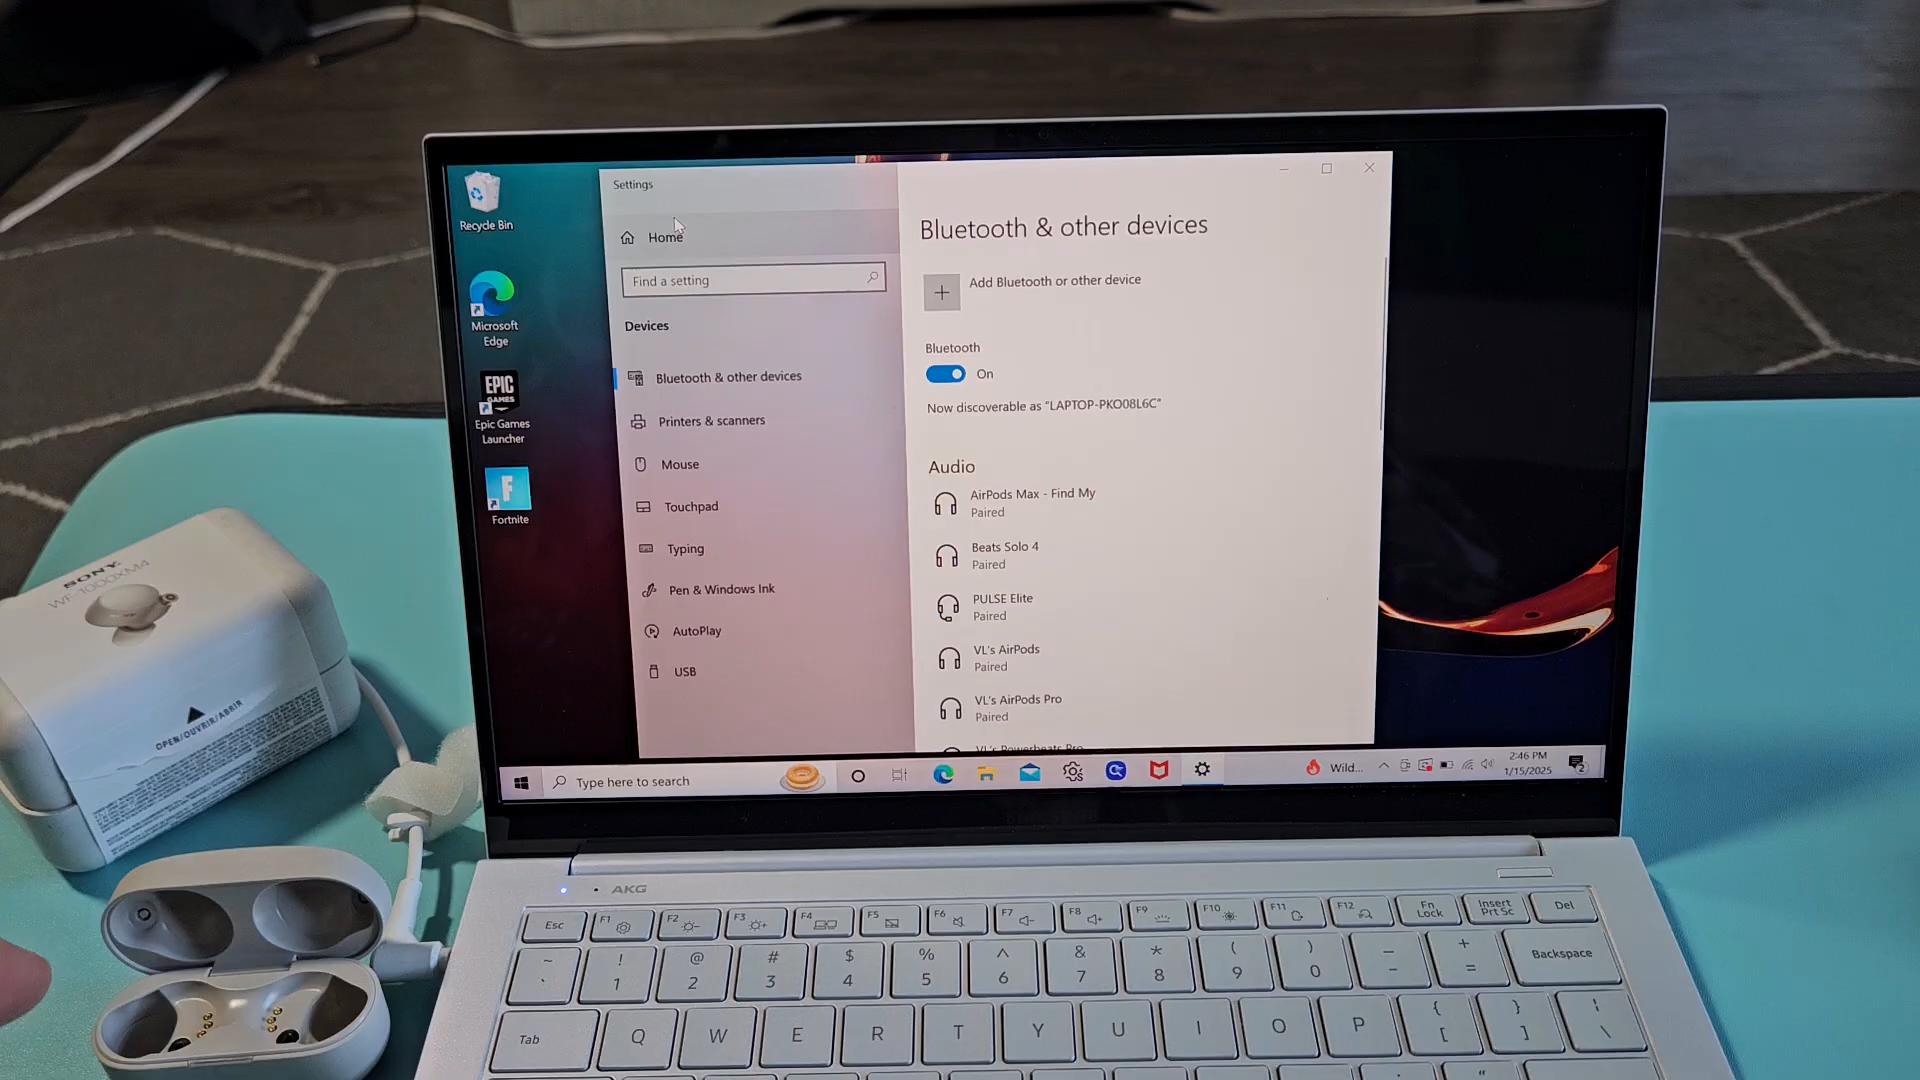 Recycle Bin
Microsoft
Edge
EPIC
GAMES
Epic Games
Launcher
F
Fortnite
Settings
Home
Find a setting
Devices
Bluetooth & other devices
Printers & scanners
Mouse
Touchpad
Typing
Pen & Windows Ink
AutoPlay
USB
Bluetooth & other devices
+ Add Bluetooth or other device
Bluetooth
On
Now discoverable as "LAPTOP-PKO08L6C"
Audio
AirPods Max - Find My
Paired
Beats Solo 4
Paired
PULSE Elite
Paired
VL's AirPods
Paired
VL's AirPods Pro
Paired
VL's Powerbeats Pro
Type here to search
Wild...
2:46 PM
1/15/2025
2
SONY
WF-1000XM4
OPEN/OUVRIR/ABRIR
AKG
Esc F1 F2 F3 F4 F5 F6 F7 F8 F9 F10 F11 F12 Fn Lock Insert Prt Sc Del
~ ` ! 1 @ 2 # 3 $ 4 % 5 ^ 6 & 7 * 8 ( 9 ) 0 _ - + = Backspace
Tab Q W E R T Y U I O P { [ } ] | \